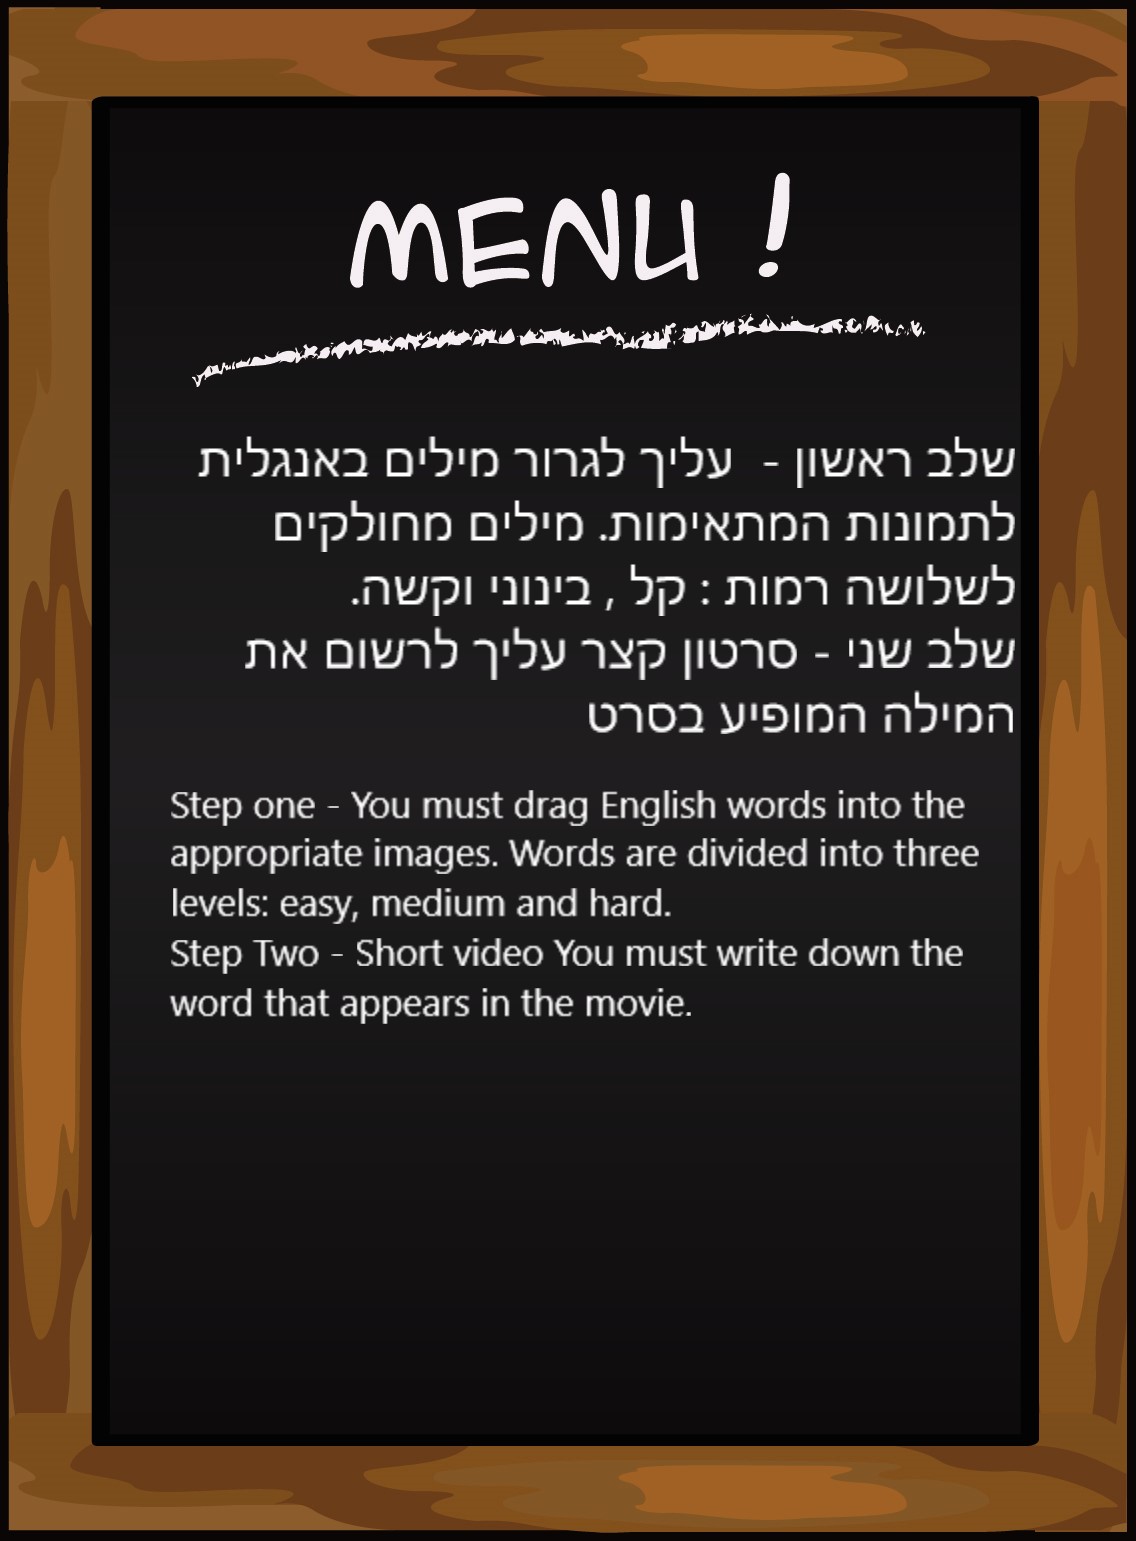 MENU !
שלב ראשון -  עליך לגרור מילים באנגלית
לתמונות המתאימות. מילים מחולקים
לשלושה רמות : קל , בינוני וקשה.
שלב שני - סרטון קצר עליך לרשום את
המילה המופיע בסרט
Step one - You must drag English words into the
appropriate images. Words are divided into three
levels: easy, medium and hard.
Step Two - Short video You must write down the
word that appears in the movie.